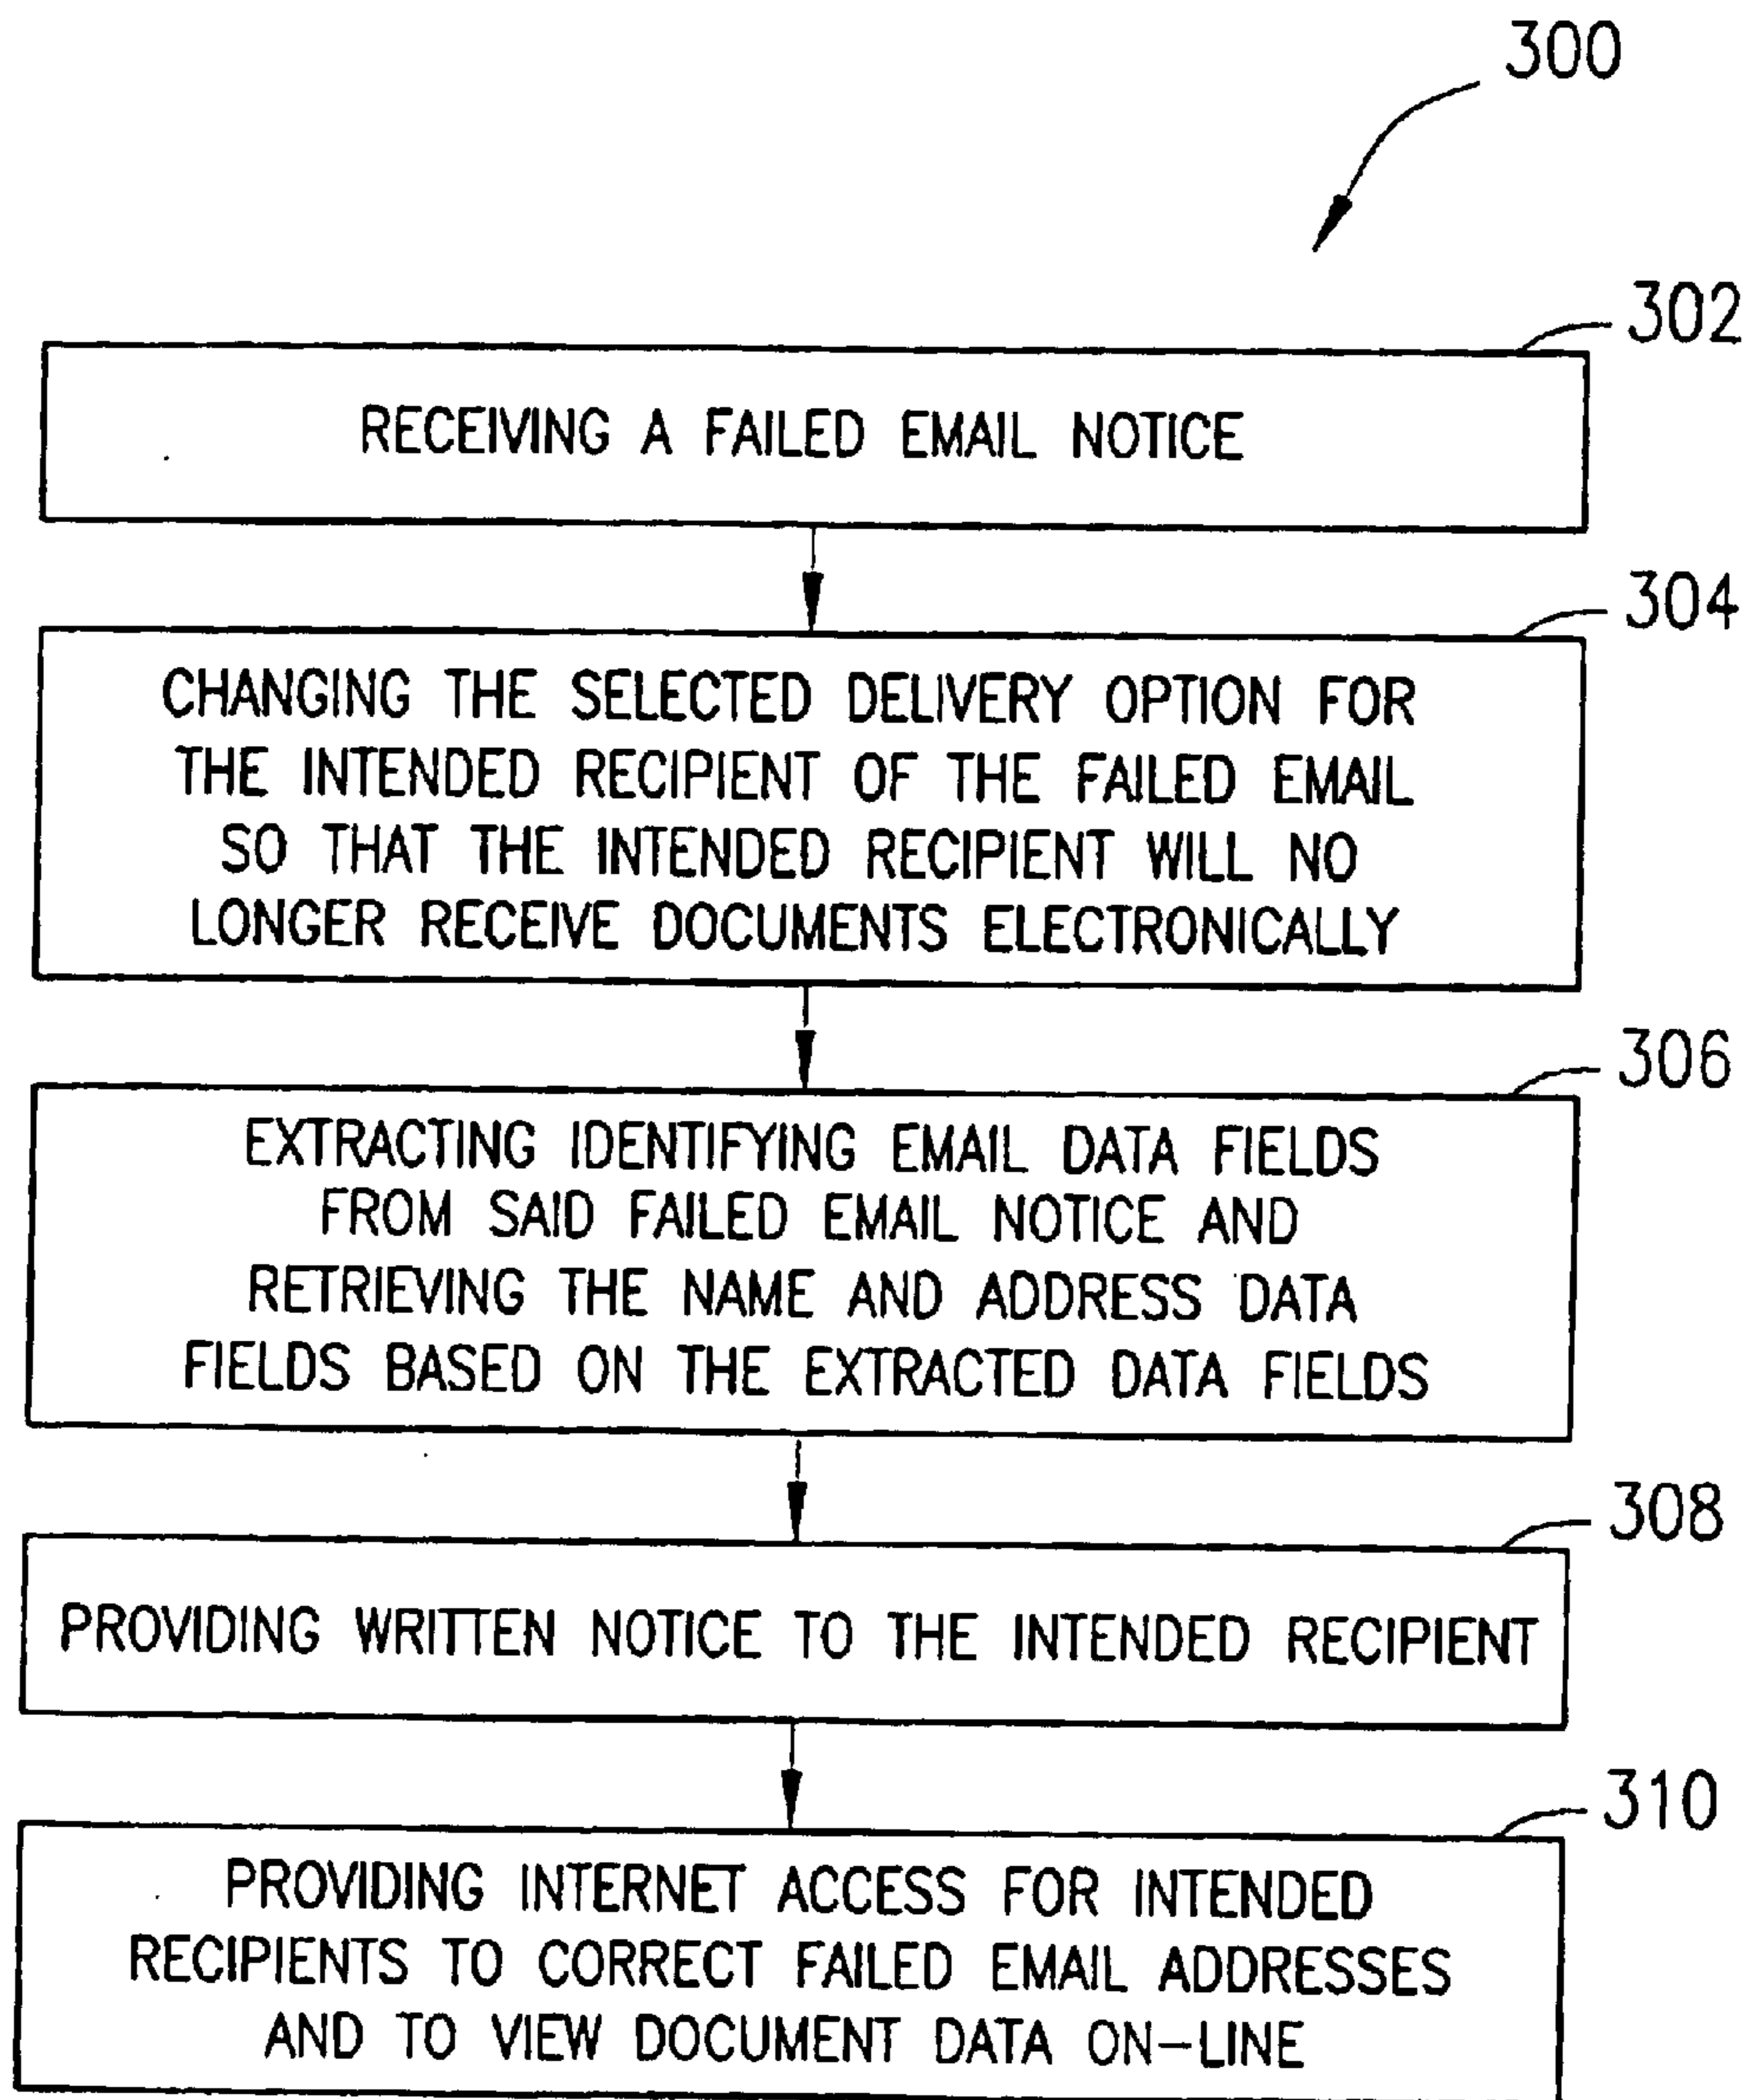 300
302
RECEIVING A FAILED EMAIL NOTICE
304
CHANGING THE SELECTED DELIVERY OPTION FOR
THE INTENDED RECIPIENT OF THE FAILED EMAIL
SO THAT THE INTENDED RECIPIENT WILL NO
LONGER RECEIVE DOCUMENTS ELECTRONICALLY
306
EXTRACTING IDENTIFYING EMAIL DATA FIELDS
FROM SAID FAILED EMAIL NOTICE AND
RETRIEVING THE NAME AND ADDRESS DATA
FIELDS BASED ON THE EXTRACTED DATA FIELDS
308
PROVIDING WRITTEN NOTICE TO THE INTENDED RECIPIENT
310
PROVIDING INTERNET ACCESS FOR INTENDED
RECIPIENTS TO CORRECT FAILED EMAIL ADDRESSES
AND TO VIEW DOCUMENT DATA ON-LINE